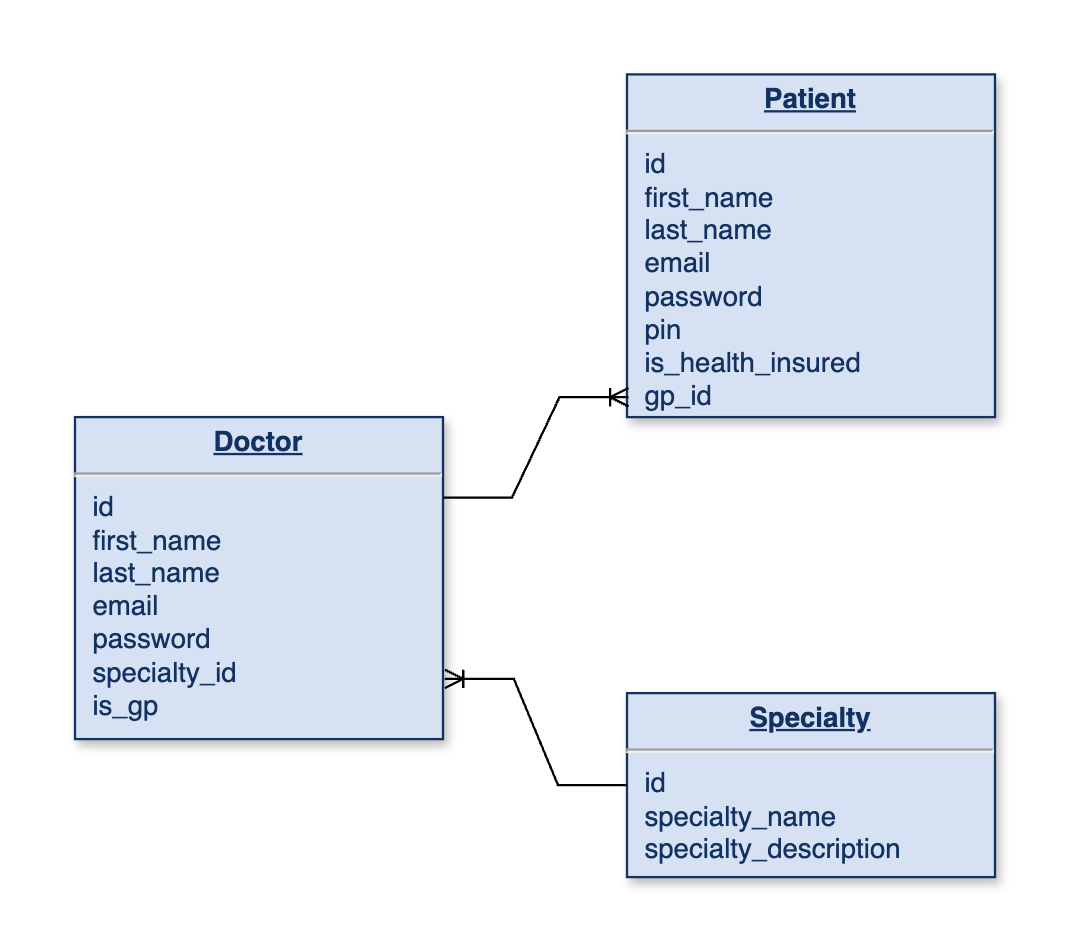 Patient
id
first_name
last_name
email
password
pin
is_health_insured
gp_id
Doctor
id
first_name
last_name
email
password
specialty_id
is_gp
Specialty
id
specialty_name
specialty_description